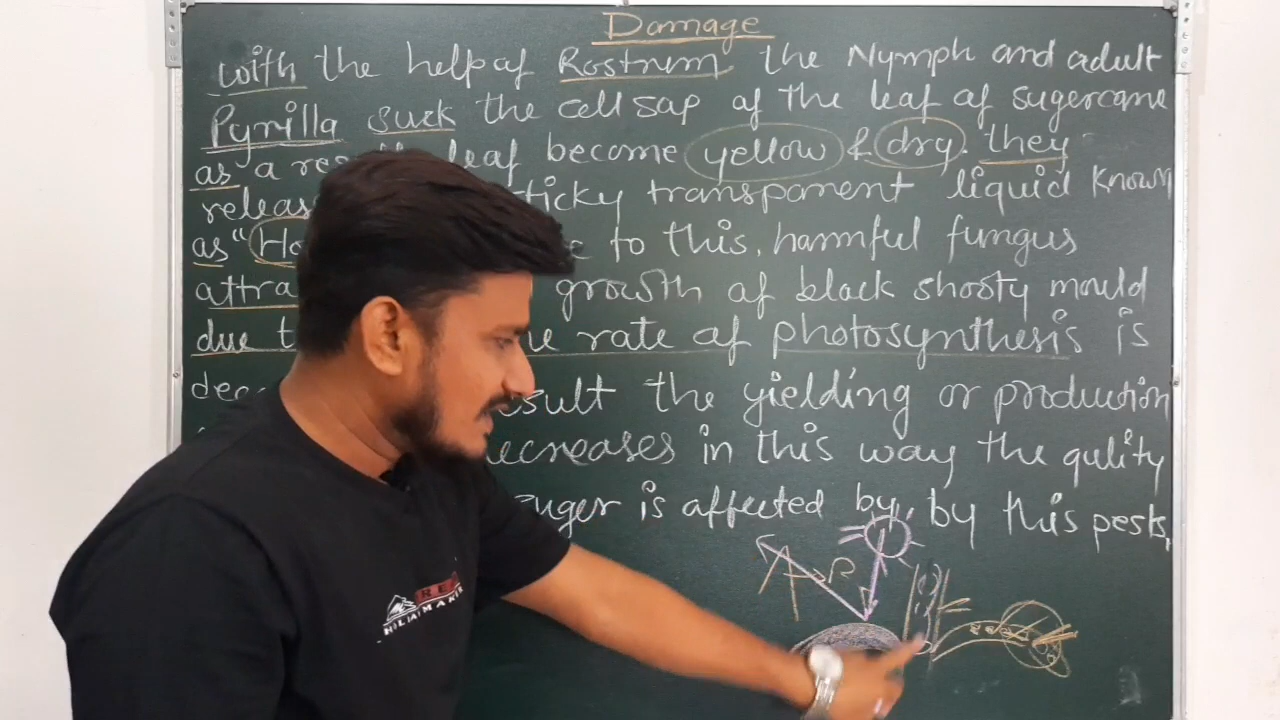 Damage
with the help of Rostrum the Nymph and adult
Pyrilla suck the cell sap of the leaf of sugercane
as a leaf become yellow & dry. they
releas ticky transparent liquid known
as "Ho to this, harmful fungus
attra growth of black shooty mould
due t rate of photosynthesis is
dec sult the yielding or production
ecreases in this way the qulity
suger is affected by, by this pests,